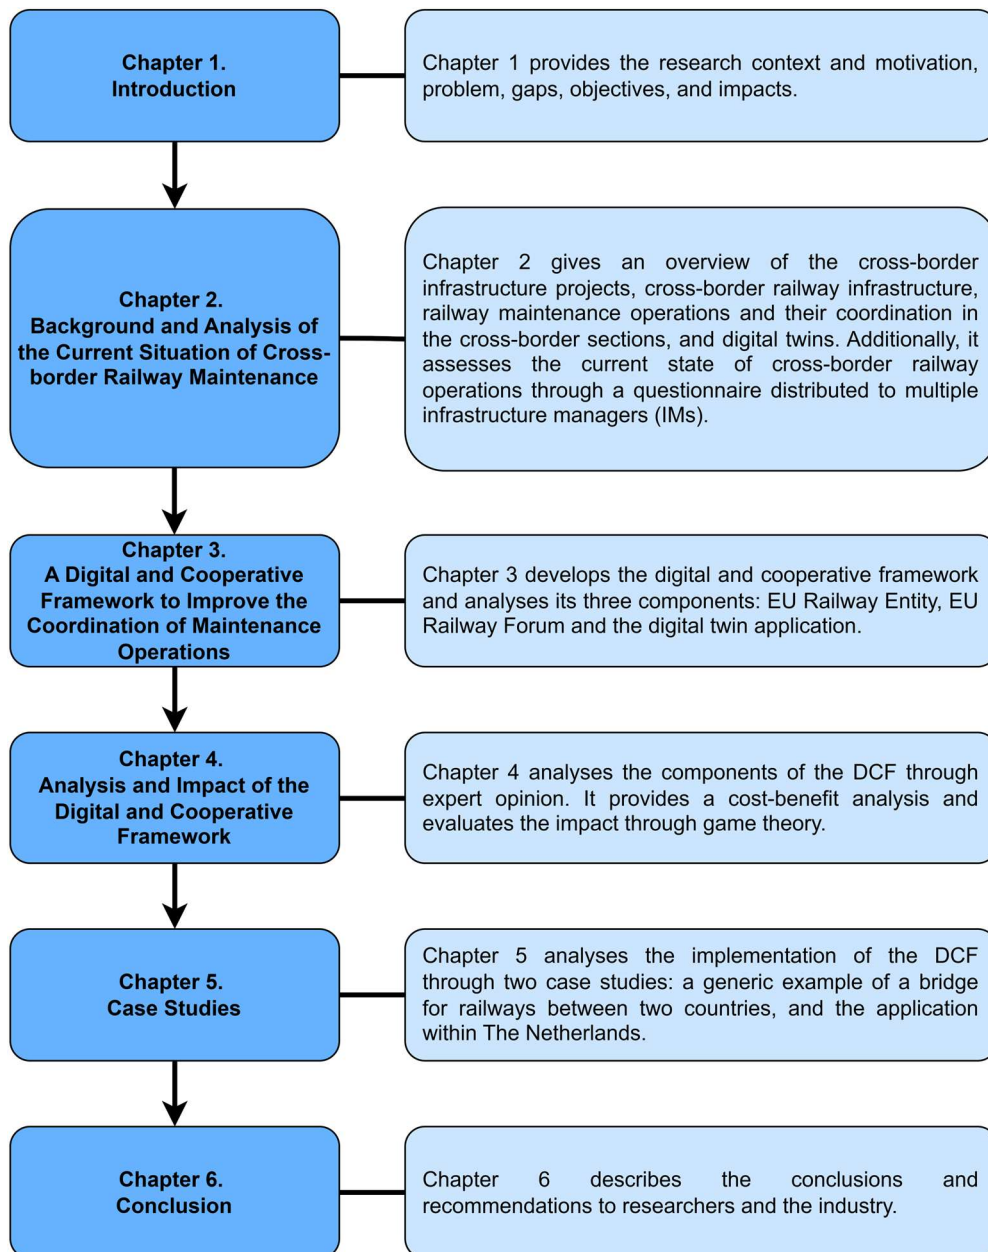 Chapter 1.
Introduction
Chapter 1 provides the research context and motivation,
problem, gaps, objectives, and impacts.
Chapter 2.
Background and Analysis of
the Current Situation of Cross-
border Railway Maintenance
Chapter 2 gives an overview of the cross-border
infrastructure projects, cross-border railway infrastructure,
railway maintenance operations and their coordination in
the cross-border sections, and digital twins. Additionally, it
assesses the current state of cross-border railway
operations through a questionnaire distributed to multiple
infrastructure managers (IMs).
Chapter 3.
A Digital and Cooperative
Framework to Improve the
Coordination of Maintenance
Operations
Chapter 3 develops the digital and cooperative framework
and analyses its three components: EU Railway Entity, EU
Railway Forum and the digital twin application.
Chapter 4.
Analysis and Impact of the
Digital and Cooperative
Framework
Chapter 4 analyses the components of the DCF through
expert opinion. It provides a cost-benefit analysis and
evaluates the impact through game theory.
Chapter 5.
Case Studies
Chapter 5 analyses the implementation of the DCF
through two case studies: a generic example of a bridge
for railways between two countries, and the application
within The Netherlands.
Chapter 6.
Conclusion
Chapter 6 describes the conclusions and
recommendations to researchers and the industry.